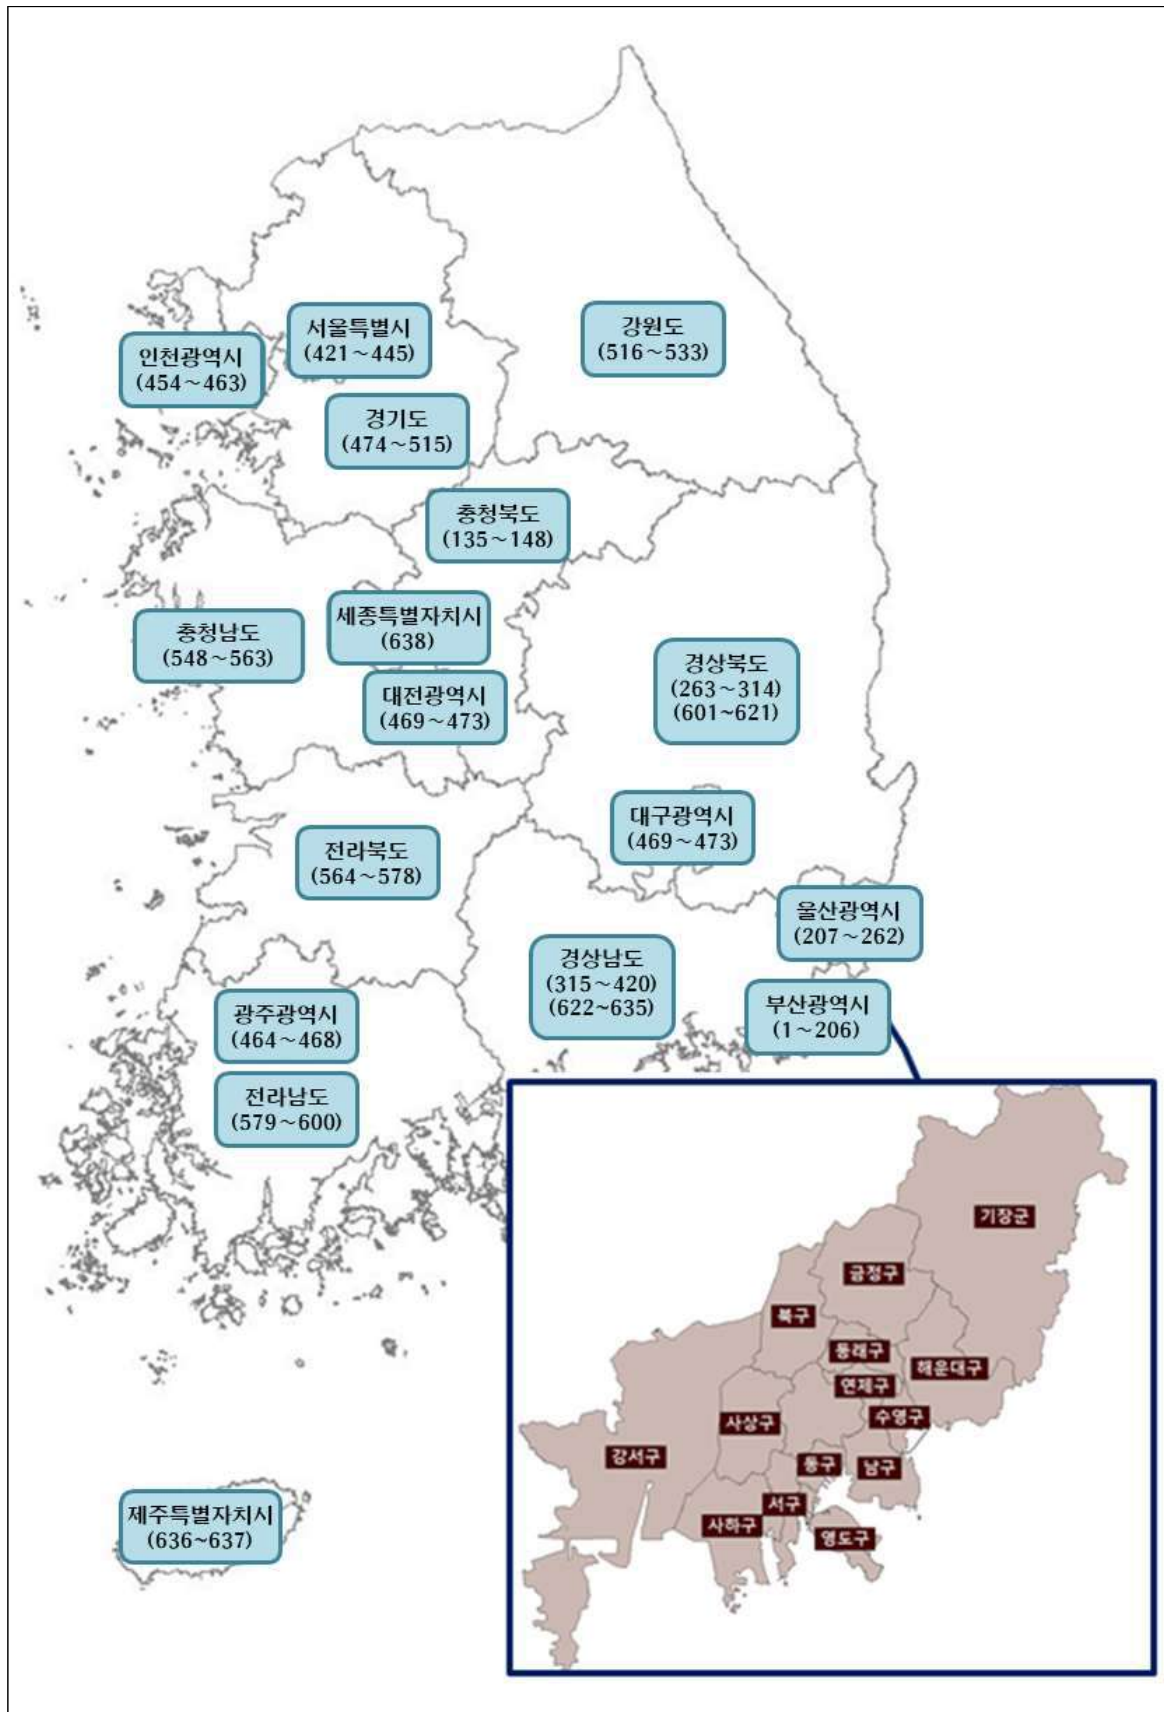 서울특별시
(421～445)
강원도
(516～533)
인천광역시
(454～463)
경기도
(474～515)
충청북도
(135～148)
세종특별자치시
(638)
충청남도
(548～563)
경상북도
(263～314)
(601~621)
대전광역시
(469～473)
대구광역시
(469～473)
전라북도
(564～578)
울산광역시
(207～262)
경상남도
(315～420)
(622~635)
광주광역시
(464～468)
부산광역시
(1～206)
전라남도
(579～600)
제주특별자치시
(636~637)
기장군
금정구
북구
동래구
해운대구
연제구
수영구
사상구
강서구
동구
남구
서구
사하구
영도구